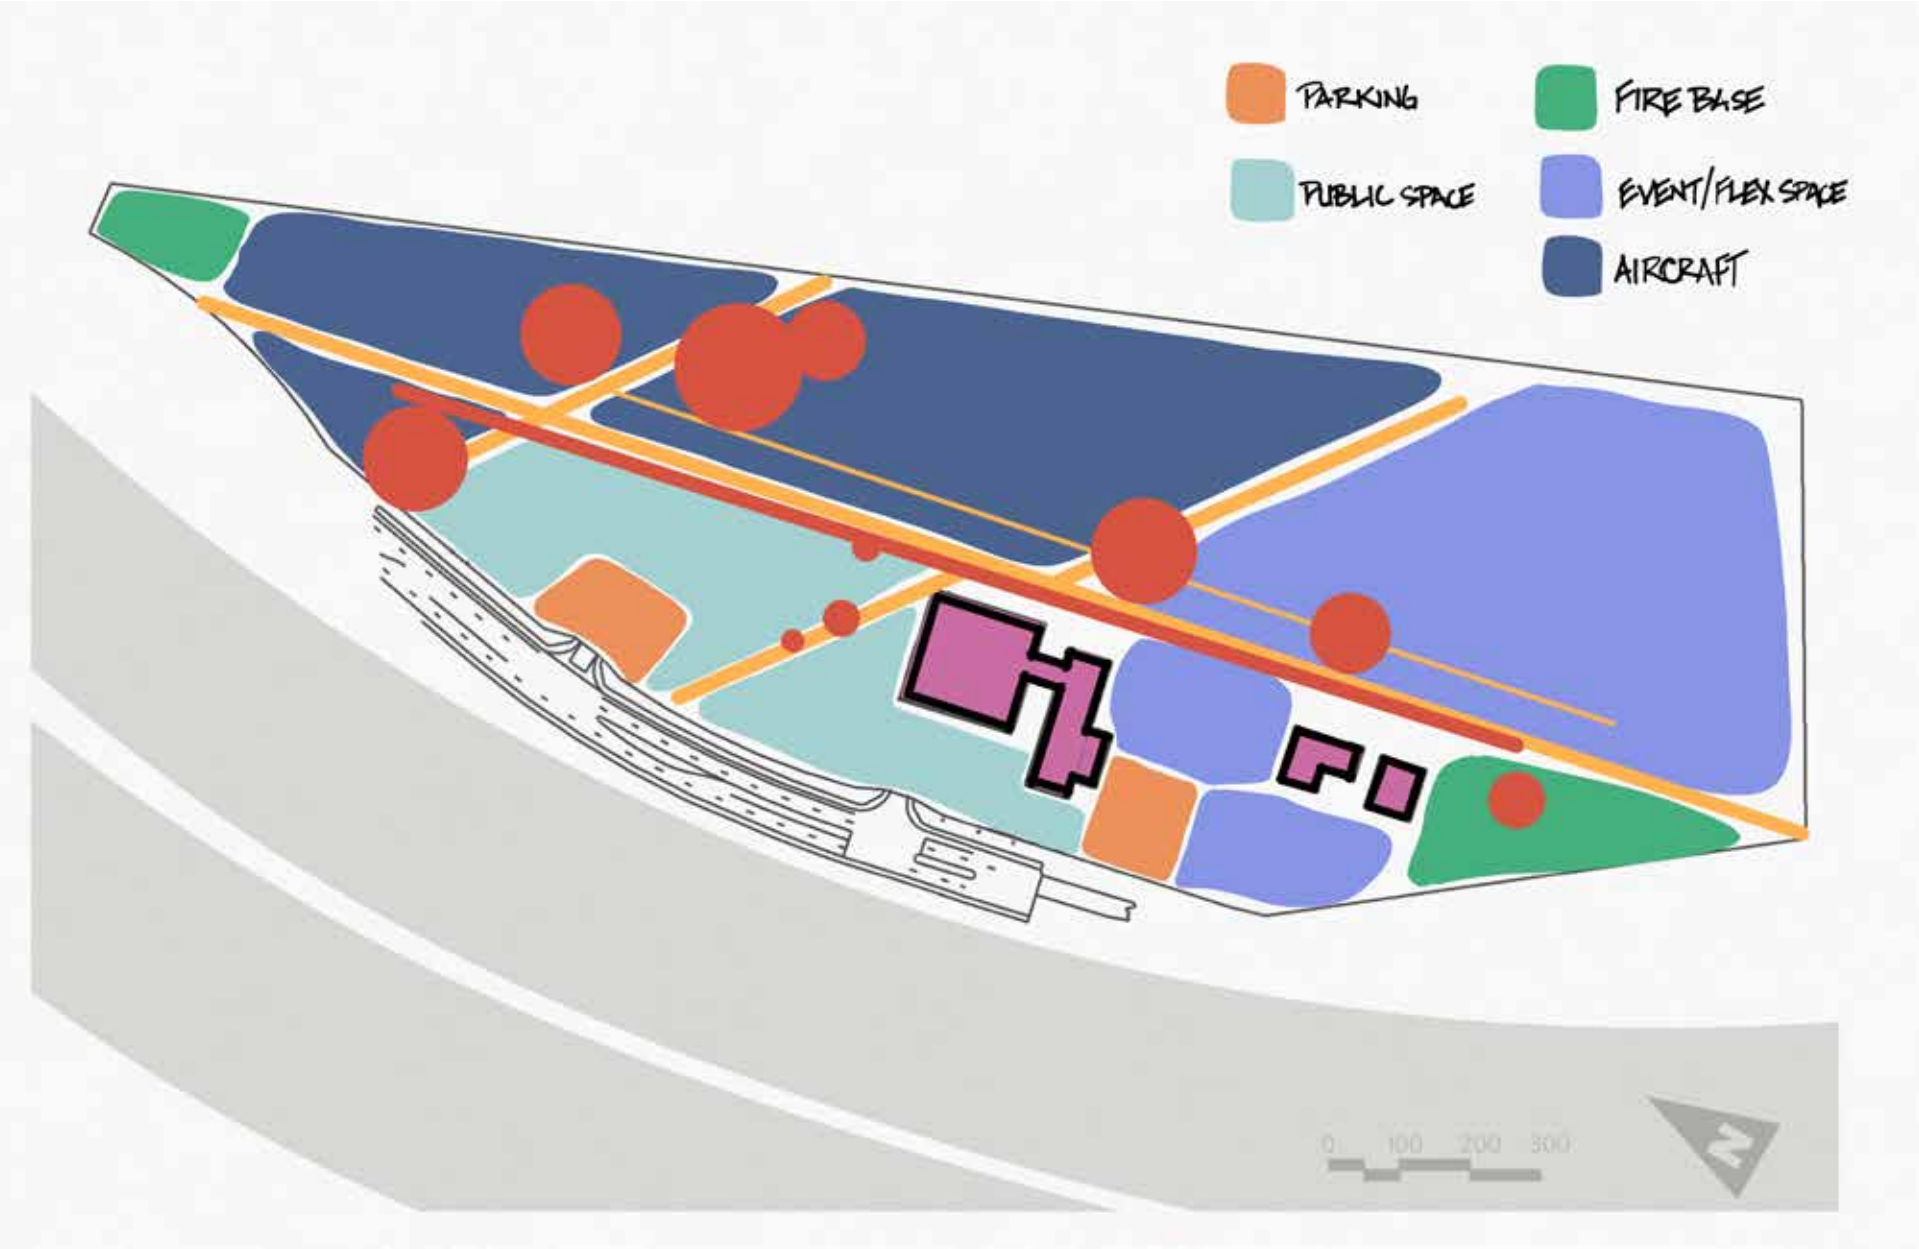 PARKING
FIRE BASE
PUBLIC SPACE
EVENT/FLEX SPACE
AIRCRAFT
0 100 200 300
N